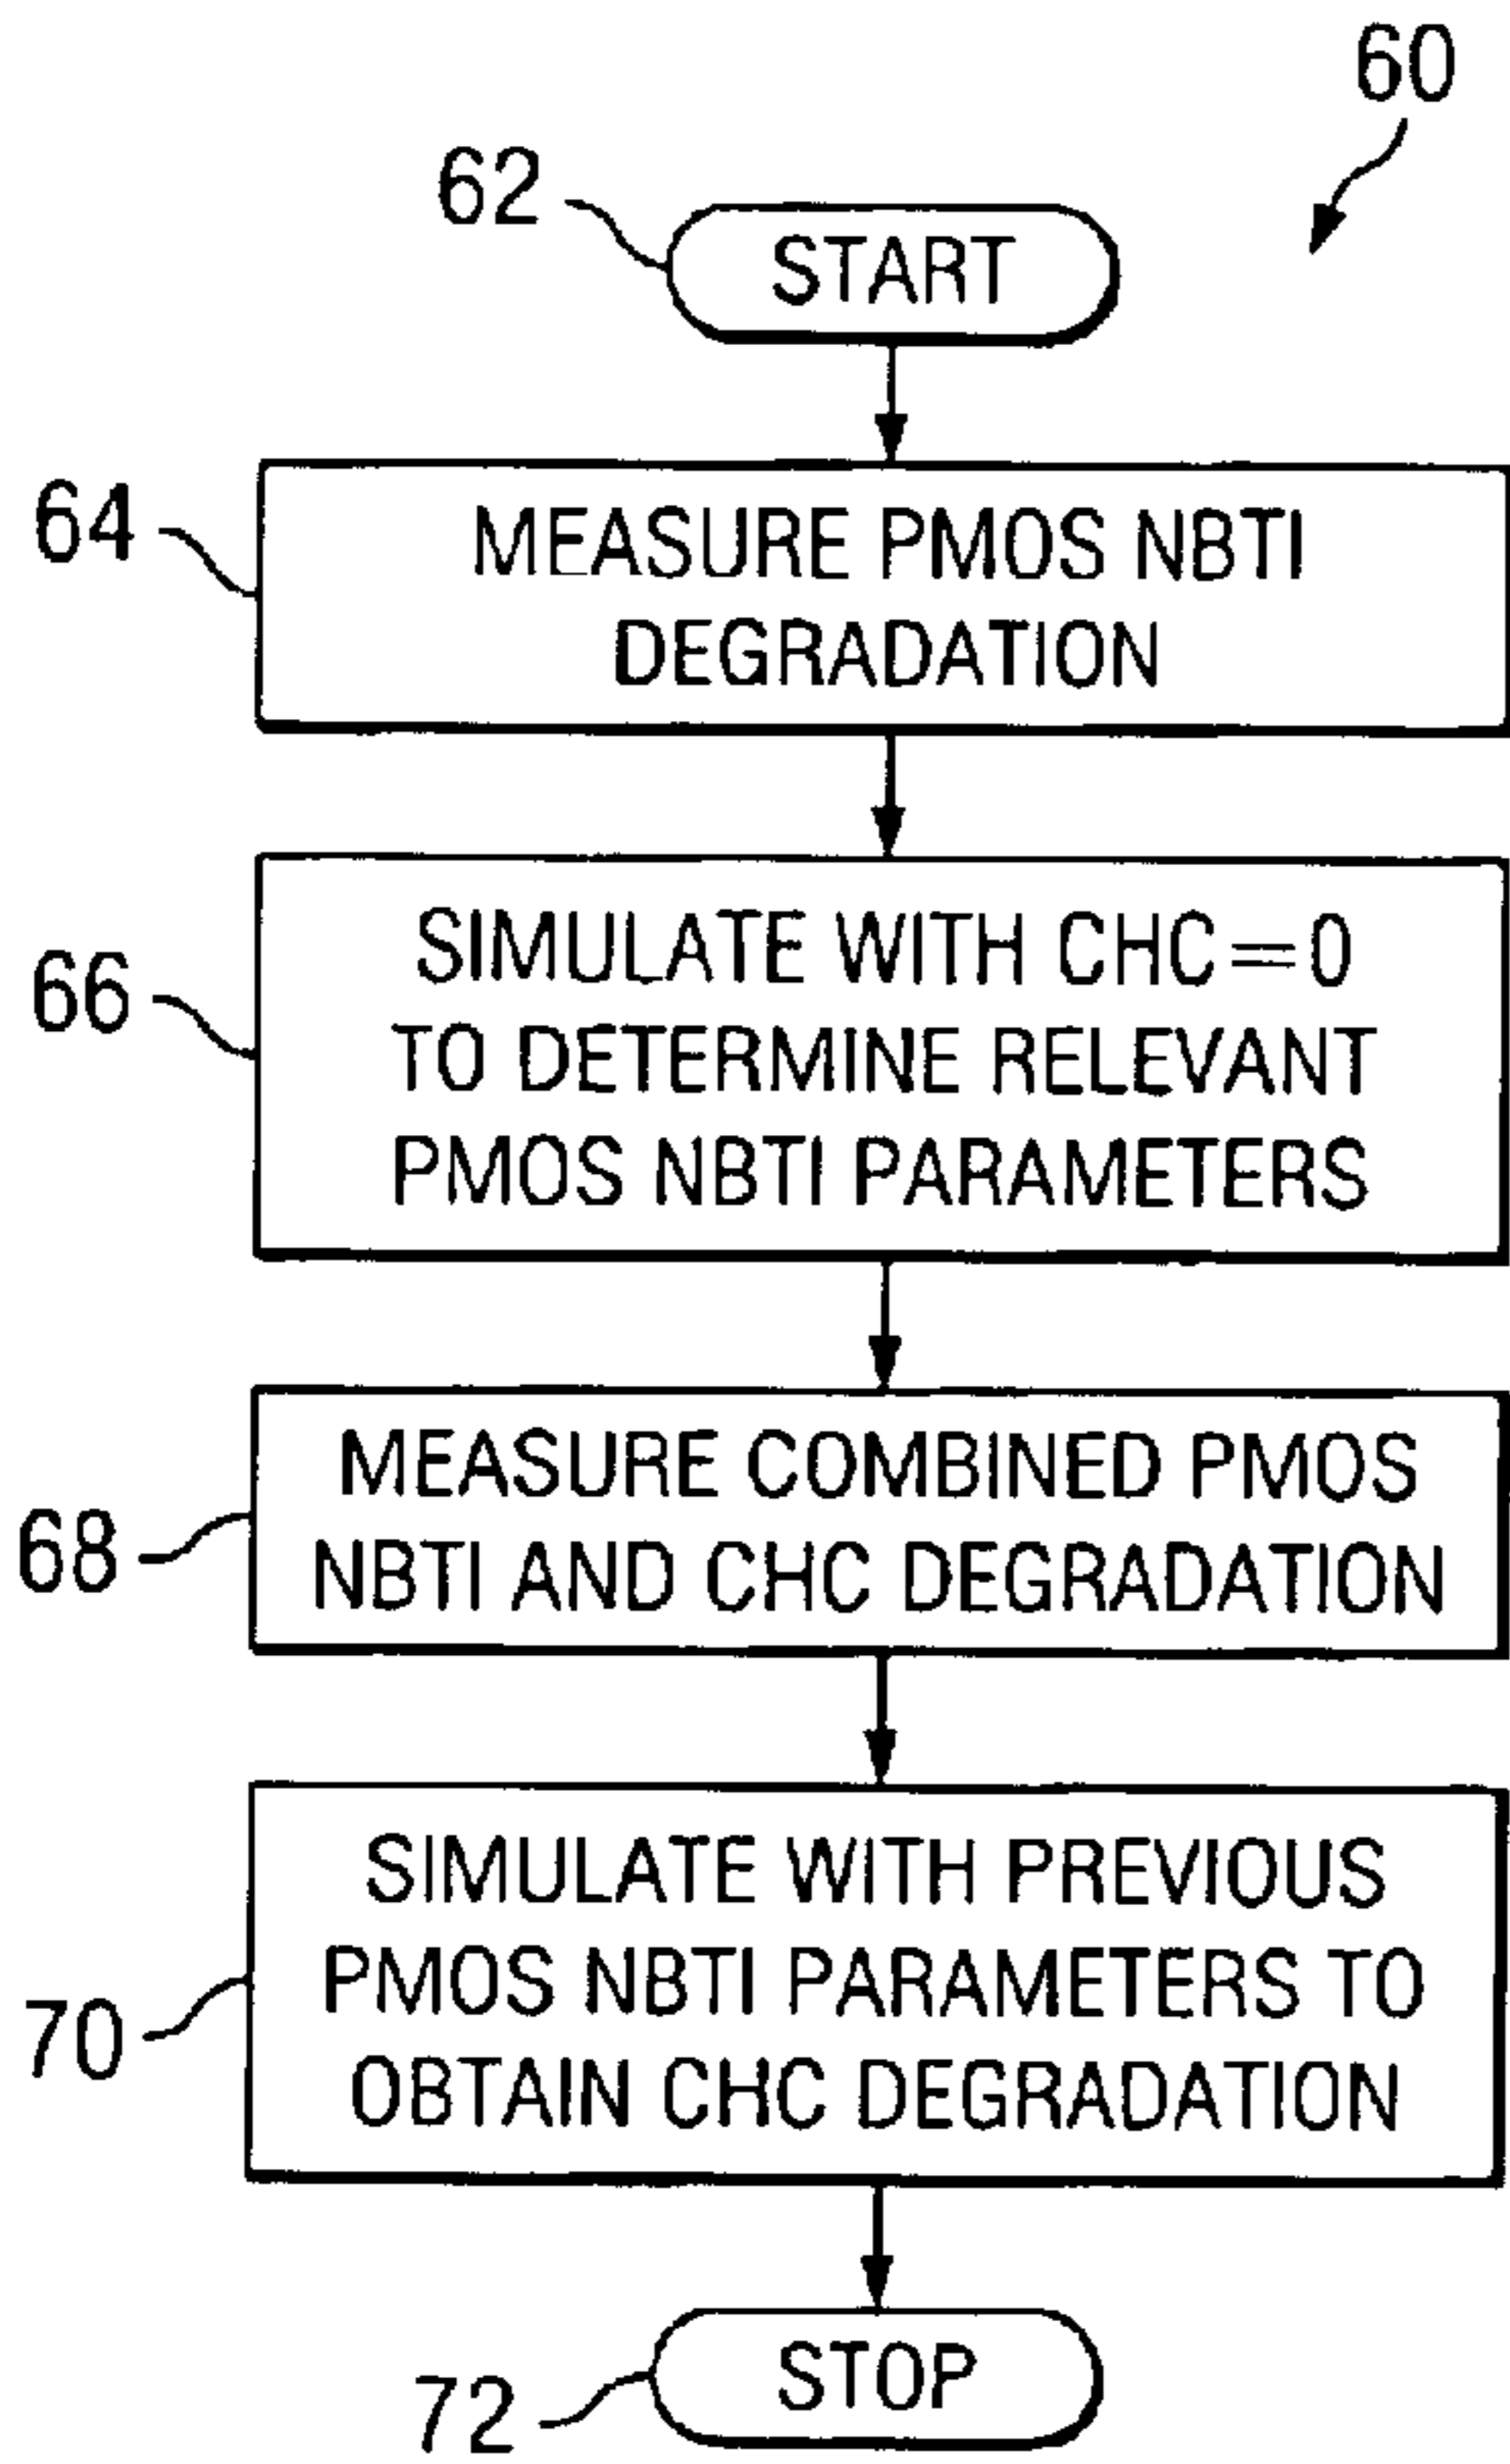 60
62
START
64
MEASURE PMOS NBTI
DEGRADATION
66
SIMULATE WITH CHC=0
TO DETERMINE RELEVANT
PMOS NBTI PARAMETERS
68
MEASURE COMBINED PMOS
NBTI AND CHC DEGRADATION
70
SIMULATE WITH PREVIOUS
PMOS NBTI PARAMETERS TO
OBTAIN CHC DEGRADATION
72
STOP